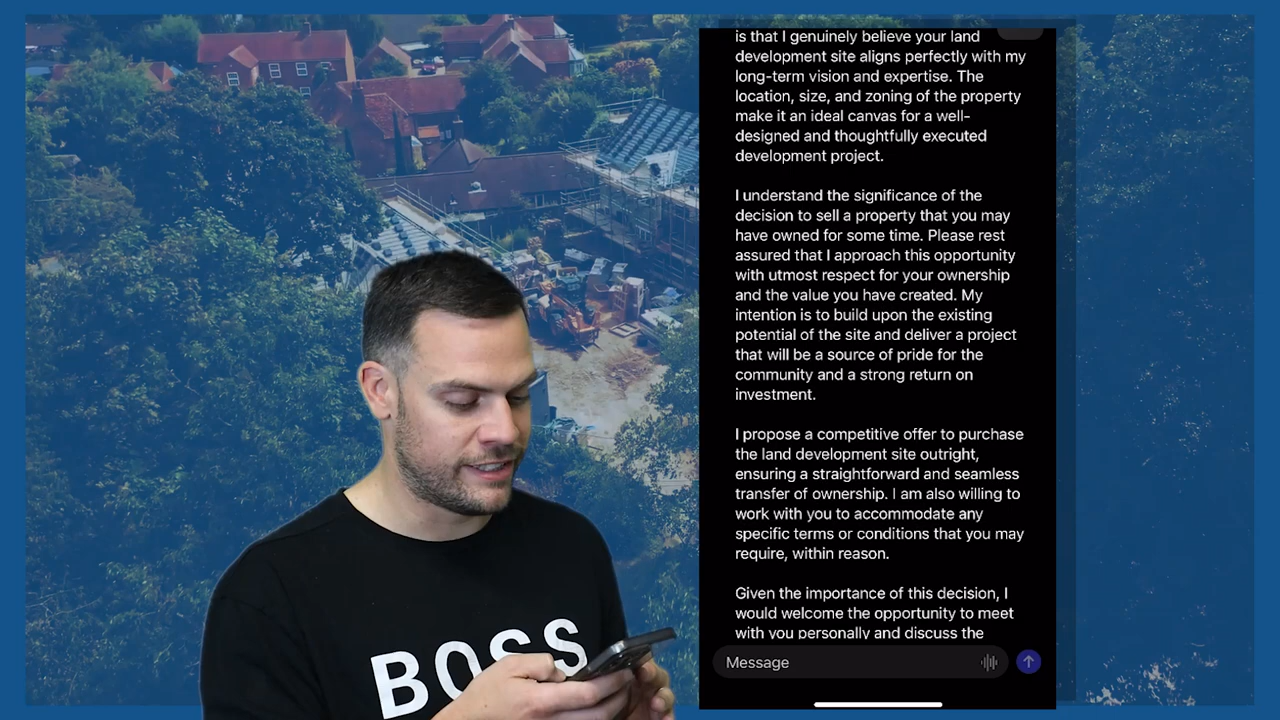 is that I genuinely believe your land
development site aligns perfectly with my
long-term vision and expertise. The
location, size, and zoning of the property
make it an ideal canvas for a well-
designed and thoughtfully executed
development project.
I understand the significance of the
decision to sell a property that you may
have owned for some time. Please rest
assured that I approach this opportunity
with utmost respect for your ownership
and the value you have created. My
intention is to build upon the existing
potential of the site and deliver a project
that will be a source of pride for the
community and a strong return on
investment.
I propose a competitive offer to purchase
the land development site outright,
ensuring a straightforward and seamless
transfer of ownership. I am also willing to
work with you to accommodate any
specific terms or conditions that you may
require, within reason.
Given the importance of this decision, I
would welcome the opportunity to meet
with you personally and discuss the
Message
BOSS